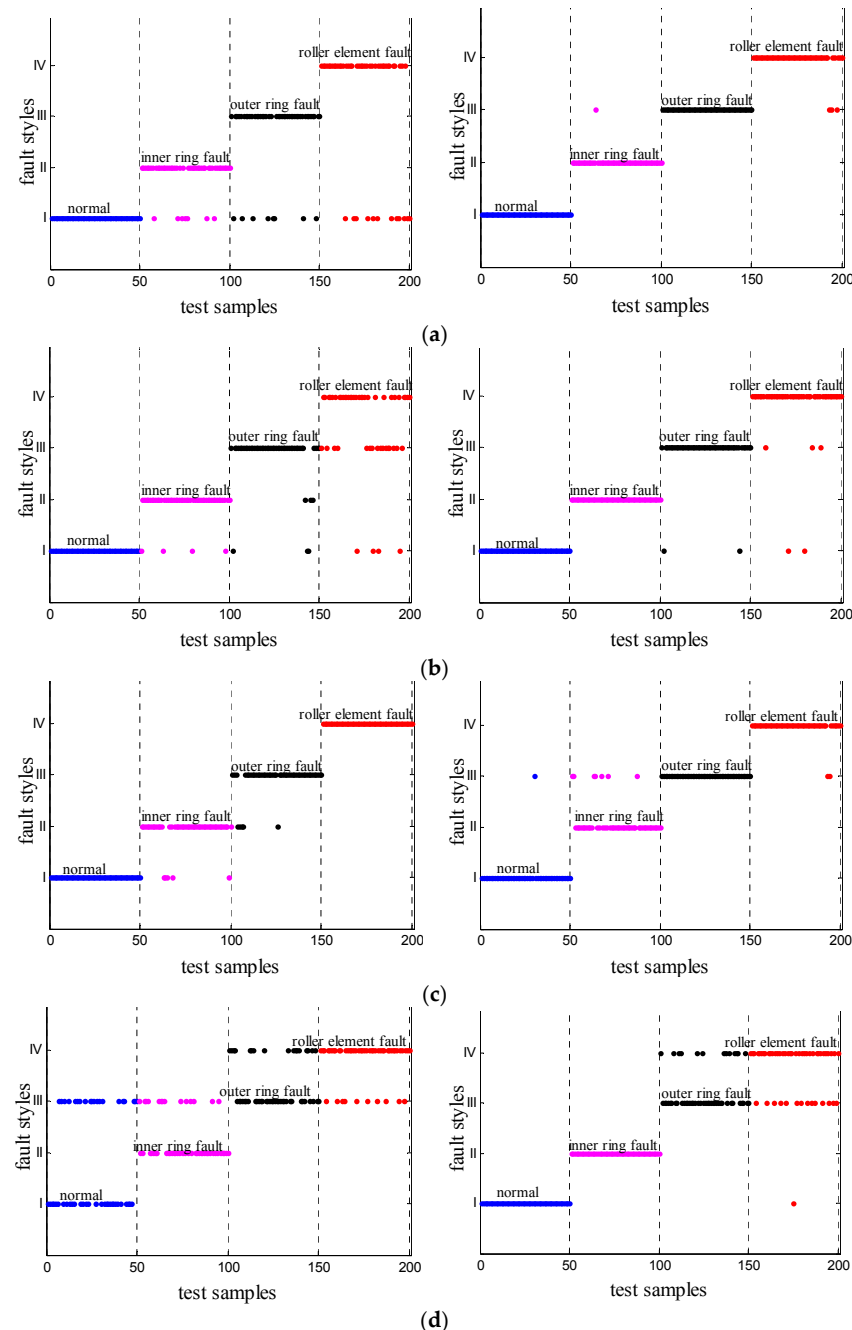 roller element fault
IV
outer ring fault
III
inner ring fault
II
normal
I
fault styles
0 50 100 150 200
test samples
roller element fault
IV
III
outer ring fault
inner ring fault
II
normal
I
fault styles
0 50 100 150 200
test samples
(a)
roller element fault
IV
outer ring fault
III
inner ring fault
II
normal
I
fault styles
0 50 100 150 200
test samples
roller element fault
IV
outer ring fault
III
inner ring fault
II
normal
I
fault styles
0 50 100 150 200
test samples
(b)
roller element fault
IV
outer ring fault
III
inner ring fault
II
normal
I
fault styles
0 50 100 150 200
test samples
roller element fault
IV
outer ring fault
III
inner ring fault
II
normal
I
fault styles
0 50 100 150 200
test samples
(c)
roller element fault
IV
outer ring fault
III
inner ring fault
II
normal
I
fault styles
0 50 100 150 200
test samples
roller element fault
IV
outer ring fault
III
inner ring fault
II
normal
I
fault styles
0 50 100 150 200
test samples
(d)